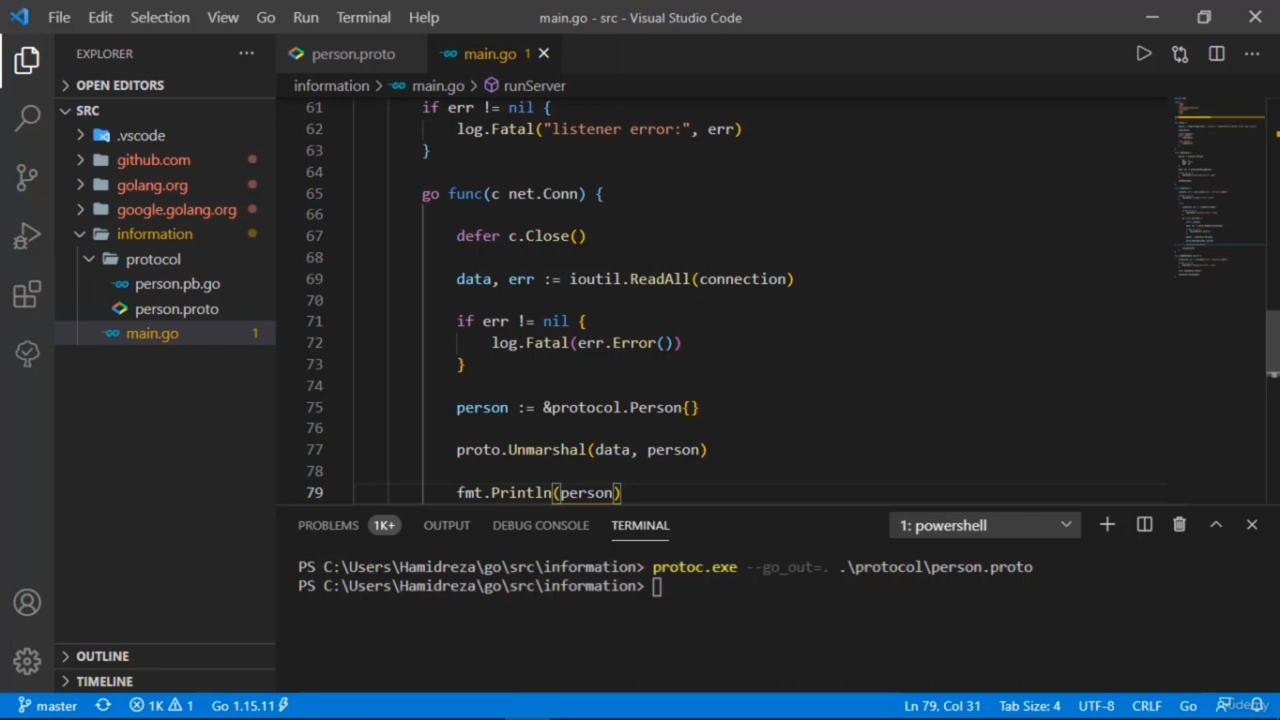 File Edit Selection View Go Run Terminal Help main.go - src - Visual Studio Code
EXPLORER ··· person.proto main.go 1
OPEN EDITORS
information > main.go > runServer
SRC
.vscode
github.com
golang.org
google.golang.org
information
protocol
person.pb.go
person.proto
main.go 1
OUTLINE
TIMELINE
61 if err != nil {
62 log.Fatal("listener error:", err)
63 }
64
65 go func(c net.Conn) {
66
67 defer c.Close()
68
69 data, err := ioutil.ReadAll(connection)
70
71 if err != nil {
72 log.Fatal(err.Error())
73 }
74
75 person := &protocol.Person{}
76
77 proto.Unmarshal(data, person)
78
79 fmt.Println(person)
PROBLEMS 1K+ OUTPUT DEBUG CONSOLE TERMINAL 1: powershell
PS C:\Users\Hamidreza\go\src\information> protoc.exe --go_out=. .\protocol\person.proto
PS C:\Users\Hamidreza\go\src\information>
master 1K 1 Go 1.15.11 Ln 79, Col 31 Tab Size: 4 UTF-8 CRLF Go